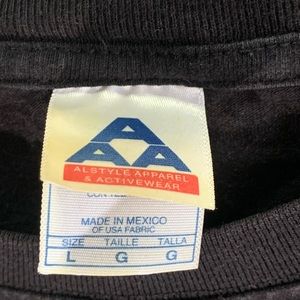 AAA
ALSTYLE APPAREL
& ACTIVEWEAR
MADE IN MEXICO
OF USA FABRIC
SIZE TAILLE TALLA
L G G